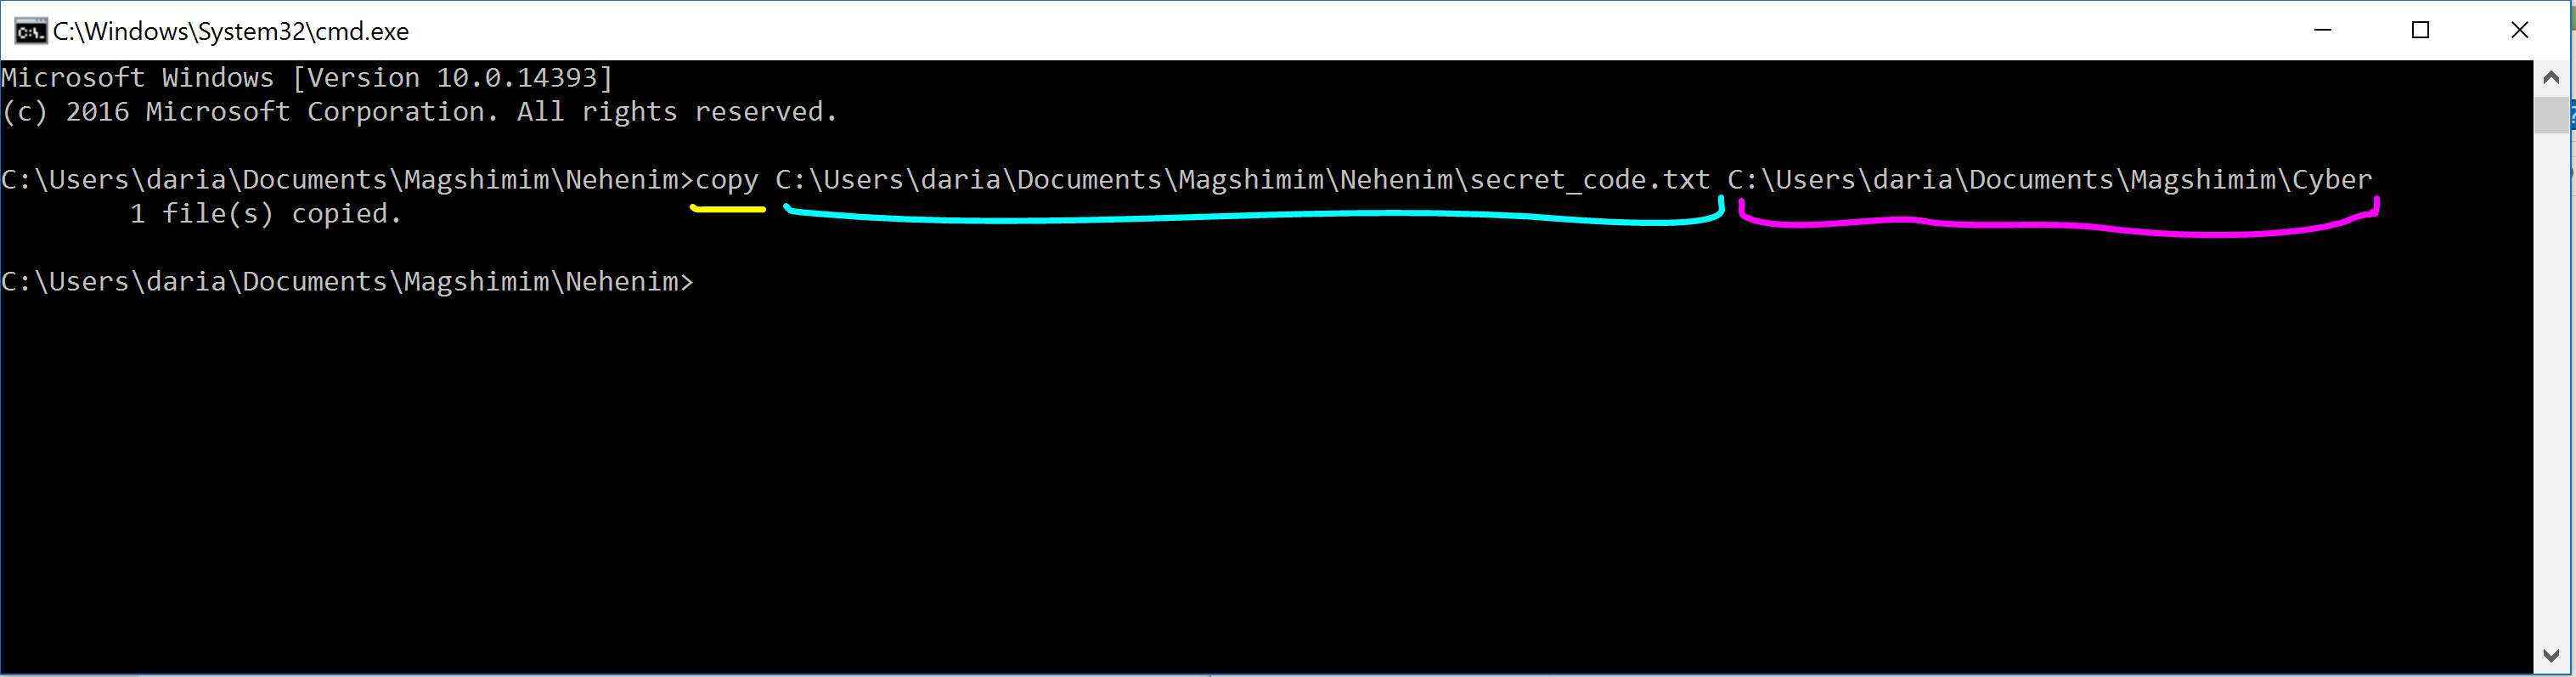 C:\Windows\System32\cmd.exe
Microsoft Windows [Version 10.0.14393]
(c) 2016 Microsoft Corporation. All rights reserved.
C:\Users\daria\Documents\Magshimim\Nehenim>copy C:\Users\daria\Documents\Magshimim\Nehenim\secret_code.txt C:\Users\daria\Documents\Magshimim\Cyber
1 file(s) copied.
C:\Users\daria\Documents\Magshimim\Nehenim>